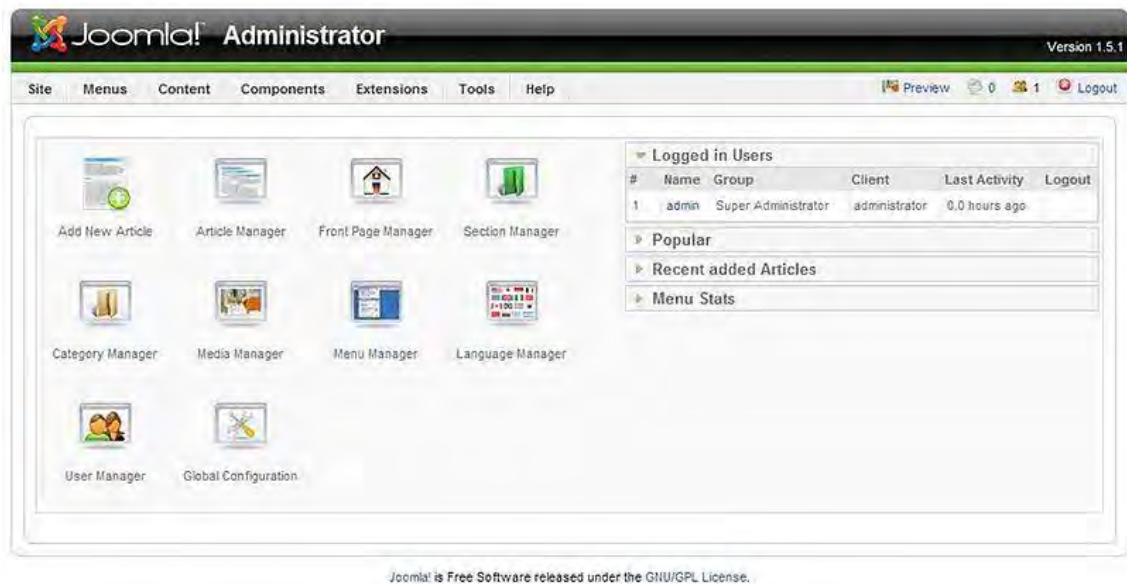 Joomla! Administrator
Version 1.5.1
Site Menus Content Components Extensions Tools Help Preview 0 1 Logout
Logged in Users
# Name Group Client Last Activity Logout
1 admin Super Administrator administrator 0.0 hours ago
Popular
Recent added Articles
Menu Stats
Add New Article Article Manager Front Page Manager Section Manager
Category Manager Media Manager Menu Manager Language Manager
User Manager Global Configuration
Joomla! is Free Software released under the GNU/GPL License.